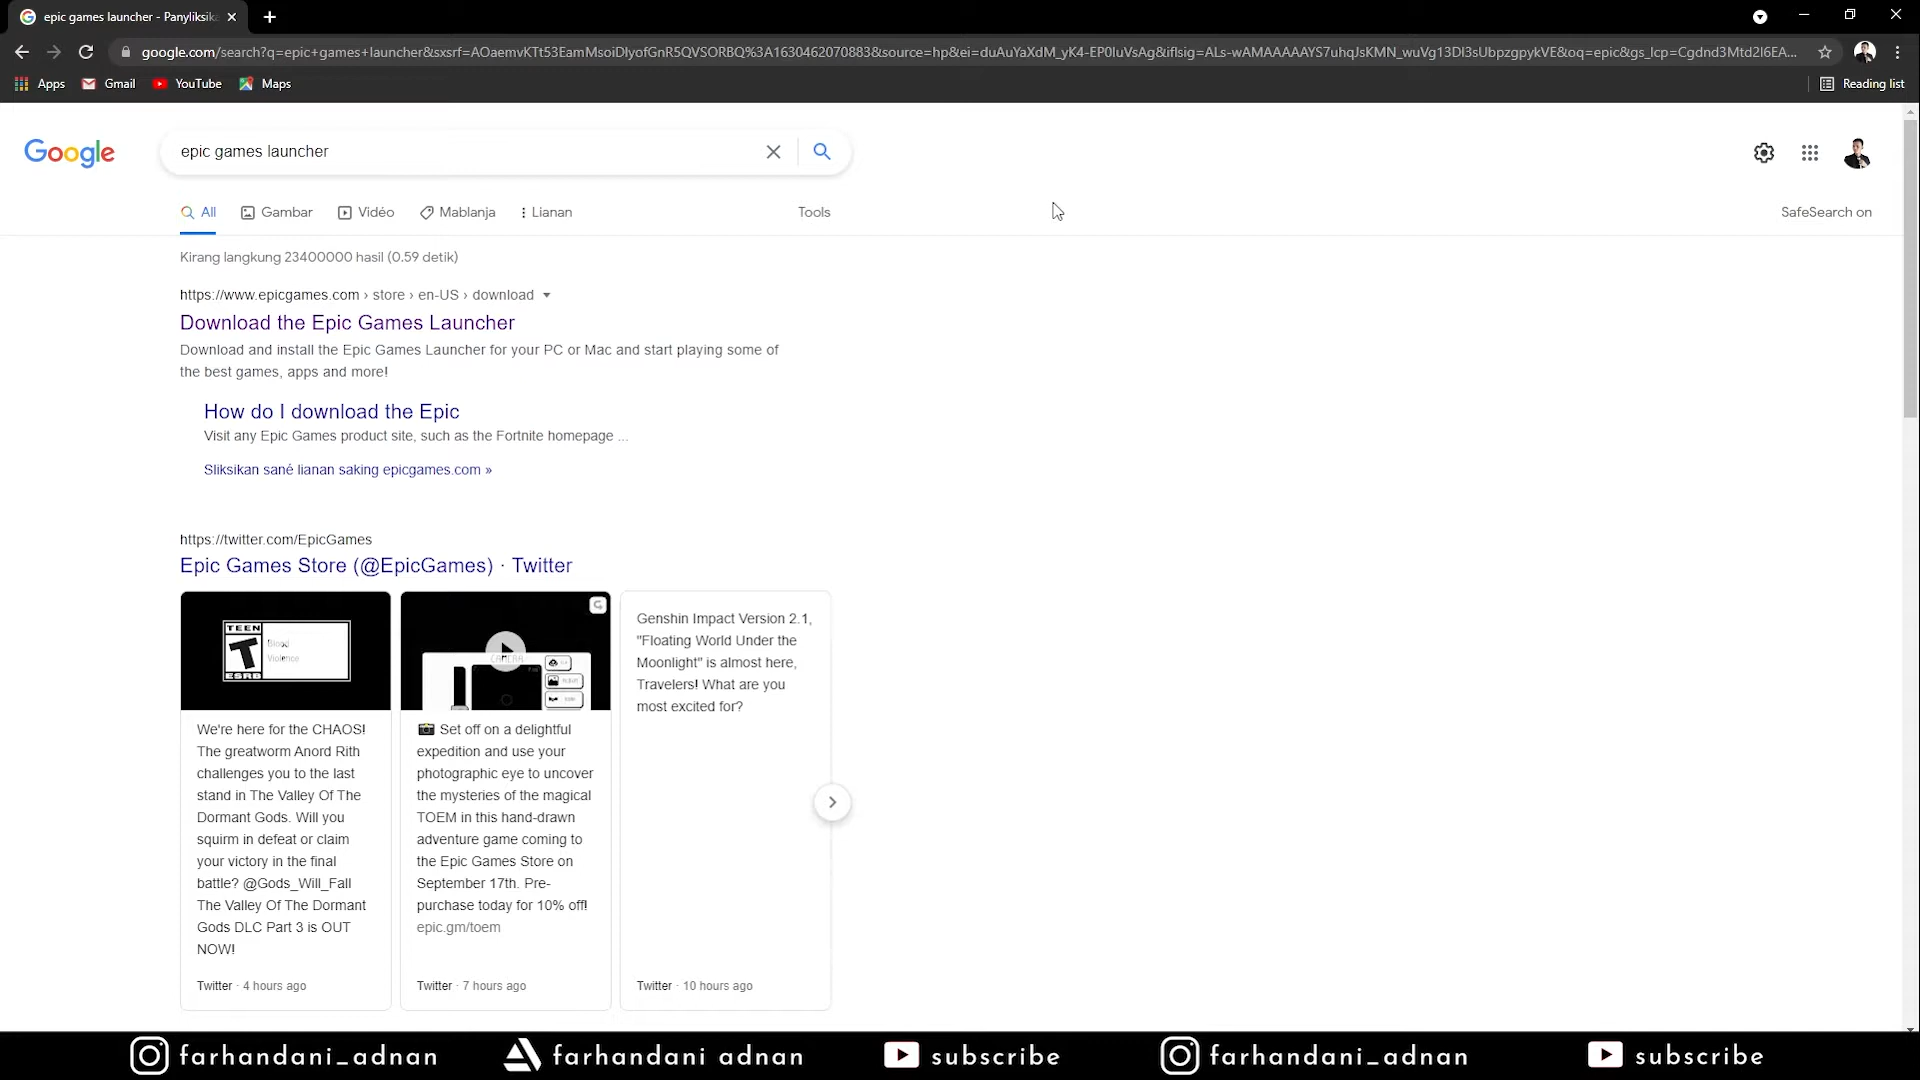 epic games launcher - Panyliksik
google.com/search?q=epic+games+launcher&sxsrf=AOaemvKTt53EamMsoiDIyofGnR5QVSORBQ%3A1630462070883&source=hp&ei=duAuYaXdM_yK4-EP0IuVsAg&iflsig=ALs-wAMAAAAAYS7uhqJsKMN_wuVg13DI3sUbpzgpykVE&oq=epic&gs_lcp=Cgdnd3Mtd2l6EA...
Apps Gmail YouTube Maps Reading list
Google epic games launcher
All Gambar Vidéo Mablanja Lianan Tools SafeSearch on
Kirang langkung 23400000 hasil (0.59 detik)
https://www.epicgames.com › store › en-US › download
Download the Epic Games Launcher
Download and install the Epic Games Launcher for your PC or Mac and start playing some of
the best games, apps and more!
How do I download the Epic
Visit any Epic Games product site, such as the Fortnite homepage ...
Sliksikan sané lianan saking epicgames.com »
https://twitter.com/EpicGames
Epic Games Store (@EpicGames) · Twitter
TEEN
T
ESRB
Blood
Violence
We're here for the CHAOS!
The greatworm Anord Rith
challenges you to the last
stand in The Valley Of The
Dormant Gods. Will you
squirm in defeat or claim
your victory in the final
battle? @Gods_Will_Fall
The Valley Of The Dormant
Gods DLC Part 3 is OUT
NOW!
Twitter · 4 hours ago
CAMERA
📸 Set off on a delightful
expedition and use your
photographic eye to uncover
the mysteries of the magical
TOEM in this hand-drawn
adventure game coming to
the Epic Games Store on
September 17th. Pre-
purchase today for 10% off!
epic.gm/toem
Twitter · 7 hours ago
Genshin Impact Version 2.1,
"Floating World Under the
Moonlight" is almost here,
Travelers! What are you
most excited for?
Twitter · 10 hours ago
farhandani_adnan farhandani adnan subscribe farhandani_adnan subscribe